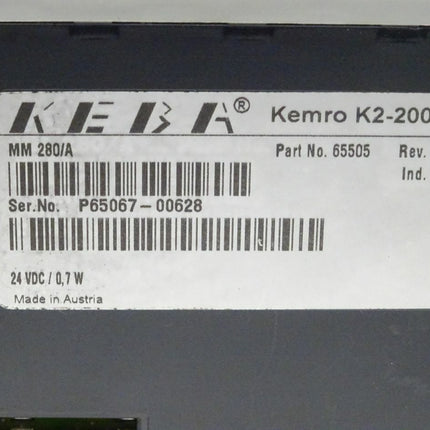 KEBA® Kemro K2-200
MM 280/A Part No. 65505 Rev.
Ind.
Ser.No. P65067-00628
24 VDC / 0,7 W
Made in Austria